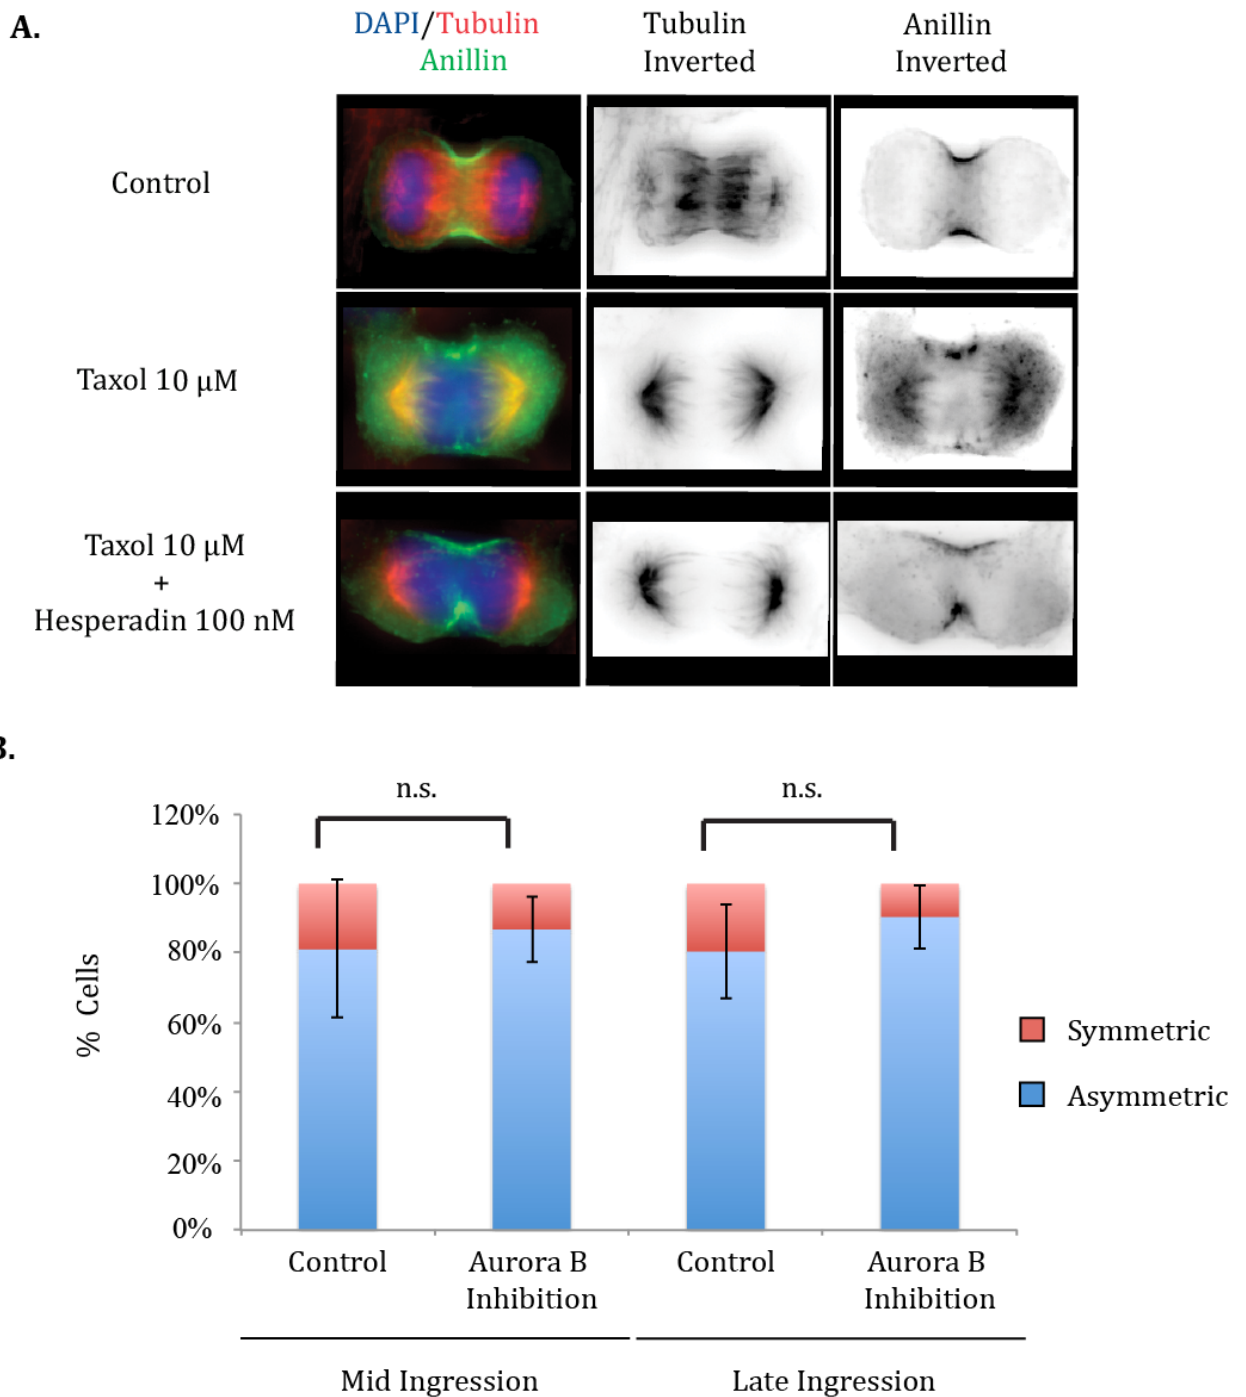 A.
DAPI/Tubulin
Anillin
Tubulin
Inverted
Anillin
Inverted
Control
Taxol 10 μM
Taxol 10 μM
+
Hesperadin 100 nM
B.
n.s.
n.s.
120%
100%
80%
60%
40%
20%
0%
% Cells
Symmetric
Asymmetric
Control
Aurora B
Inhibition
Control
Aurora B
Inhibition
Mid Ingression
Late Ingression